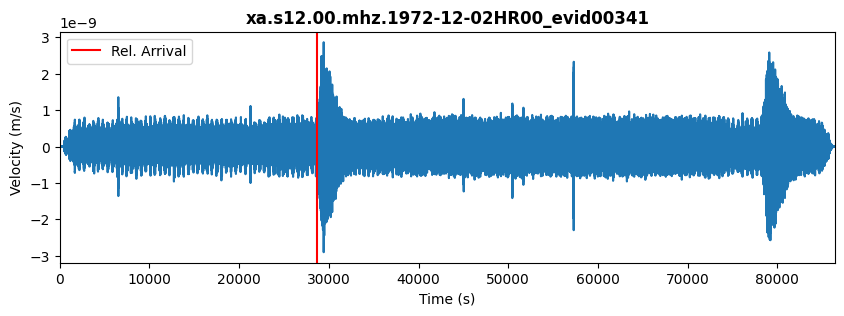 xa.s12.00.mhz.1972-12-02HR00_evid00341
1e−9
Rel. Arrival
3
2
1
0
−1
−2
−3
Velocity (m/s)
0 10000 20000 30000 40000 50000 60000 70000 80000
Time (s)